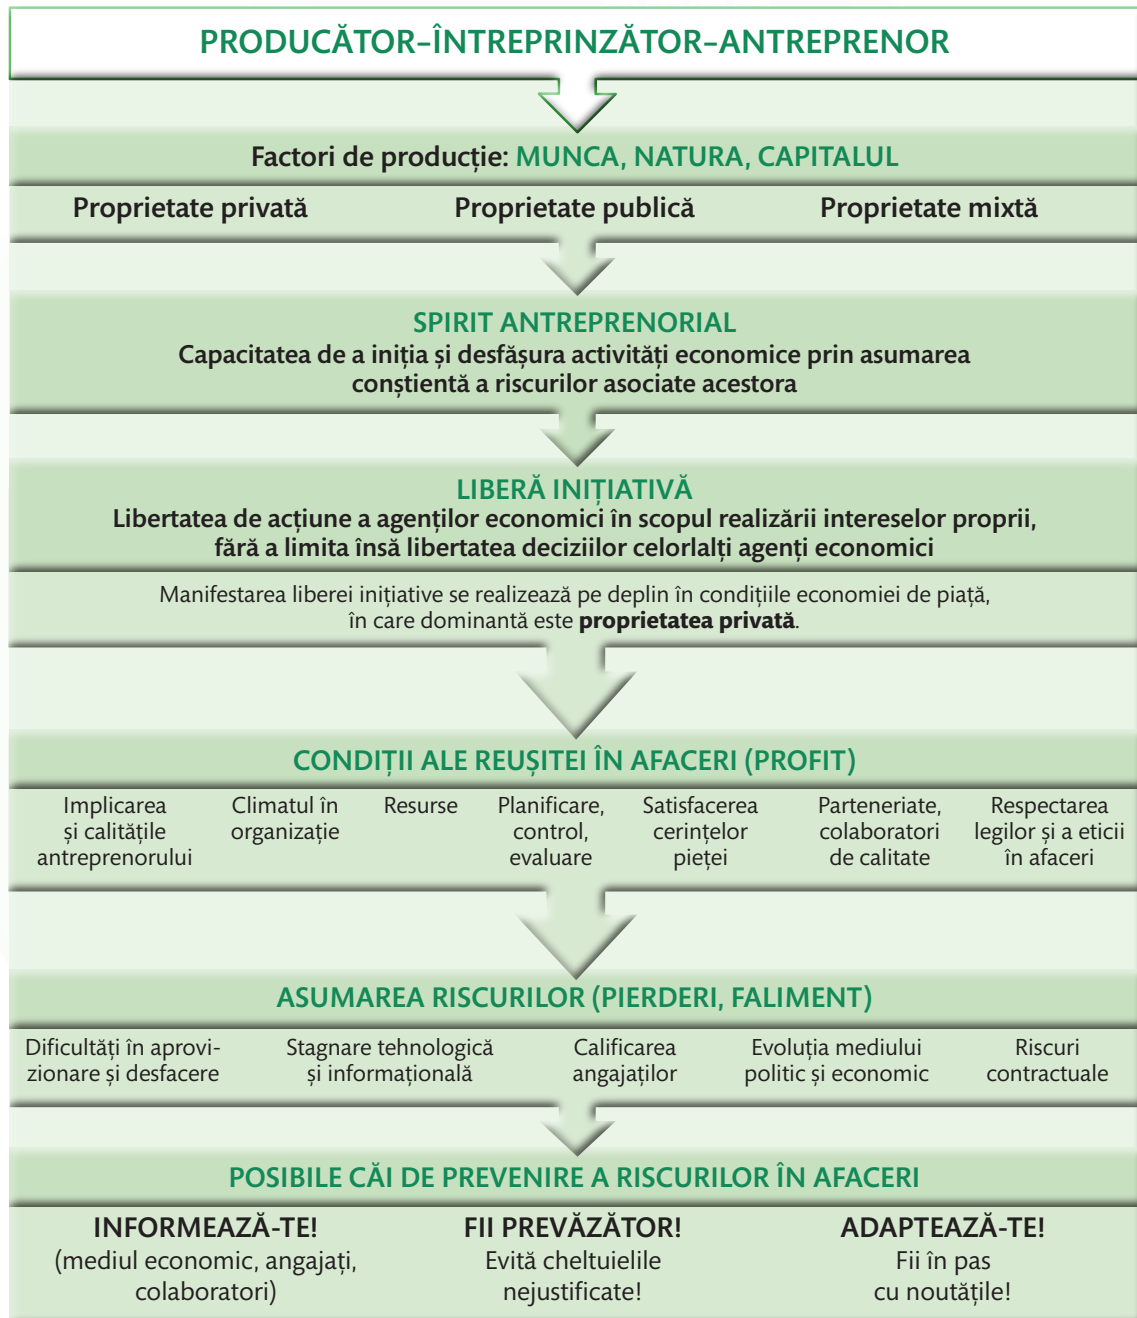 PRODUCĂTOR–ÎNTREPRINZĂTOR–ANTREPRENOR
Factori de producție: MUNCA, NATURA, CAPITALUL
Proprietate privată
Proprietate publică
Proprietate mixtă
SPIRIT ANTREPRENORIAL
Capacitatea de a iniția și desfășura activități economice prin asumarea
conștientă a riscurilor asociate acestora
LIBERĂ INIȚIATIVĂ
Libertatea de acțiune a agenților economici în scopul realizării intereselor proprii,
fără a limita însă libertatea deciziilor celorlalți agenți economici
Manifestarea liberei inițiative se realizează pe deplin în condițiile economiei de piață,
în care dominantă este proprietatea privată.
CONDIȚII ALE REUȘITEI ÎN AFACERI (PROFIT)
Implicarea
și calitățile
antreprenorului
Climatul în
organizație
Resurse
Planificare,
control,
evaluare
Satisfacerea
cerințelor
pieței
Parteneriate,
colaboratori
de calitate
Respectarea
legilor și a eticii
în afaceri
ASUMAREA RISCURILOR (PIERDERI, FALIMENT)
Dificultăți în aprovi-
zionare și desfacere
Stagnare tehnologică
și informațională
Calificarea
angajaților
Evoluția mediului
politic și economic
Riscuri
contractuale
POSIBILE CĂI DE PREVENIRE A RISCURILOR ÎN AFACERI
INFORMEAZĂ-TE!
(mediul economic, angajați,
colaboratori)
FII PREVĂZĂTOR!
Evită cheltuielile
nejustificate!
ADAPTEAZĂ-TE!
Fii în pas
cu noutățile!